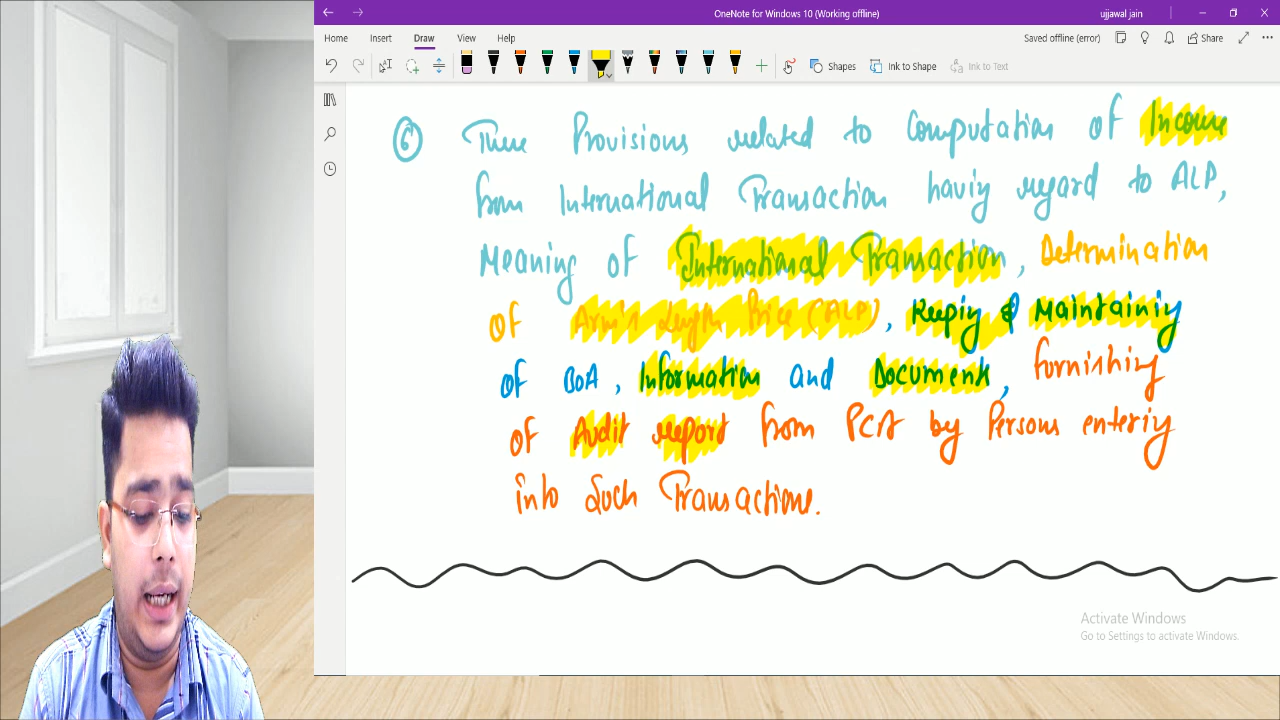 OneNote for Windows 10 (Working offline)
ujjawal jain
Home Insert Draw View Help
Saved offline (error)
Share
Shapes
Ink to Shape
Ink to Text
6 These Provisions related to Computation of Income
from International Transaction having regard to ALP,
Meaning of International Transaction, Determination
of Arm's Length Price (ALP), Keeping & Maintaining
of BoA, Information and Document, furnishing
of Audit report from PCA by Persons entering
into Such Transactions.
Activate Windows
Go to Settings to activate Windows.